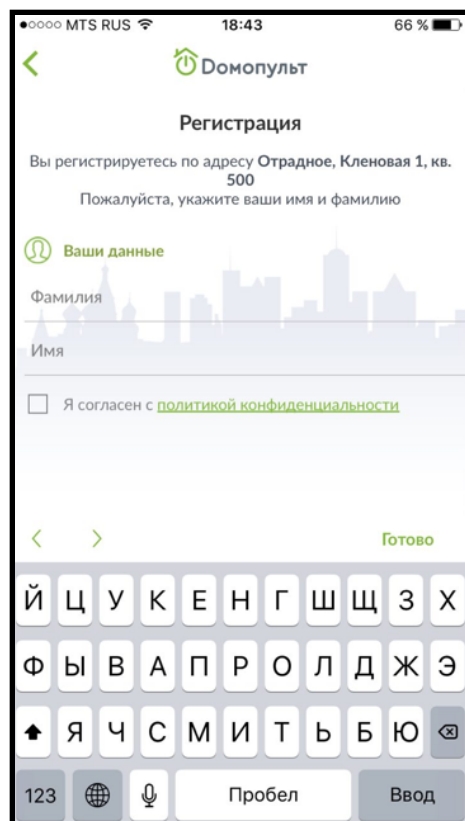 MTS RUS 18:43 66 %
Dомопульт
Регистрация
Вы регистрируетесь по адресу Отрадное, Кленовая 1, кв.
500
Пожалуйста, укажите ваши имя и фамилию
Ваши данные
Фамилия
Имя
Я согласен с политикой конфиденциальности
Готово
Й Ц У К Е Н Г Ш Щ З Х
Ф Ы В А П Р О Л Д Ж Э
Я Ч С М И Т Ь Б Ю
123 Пробел Ввод